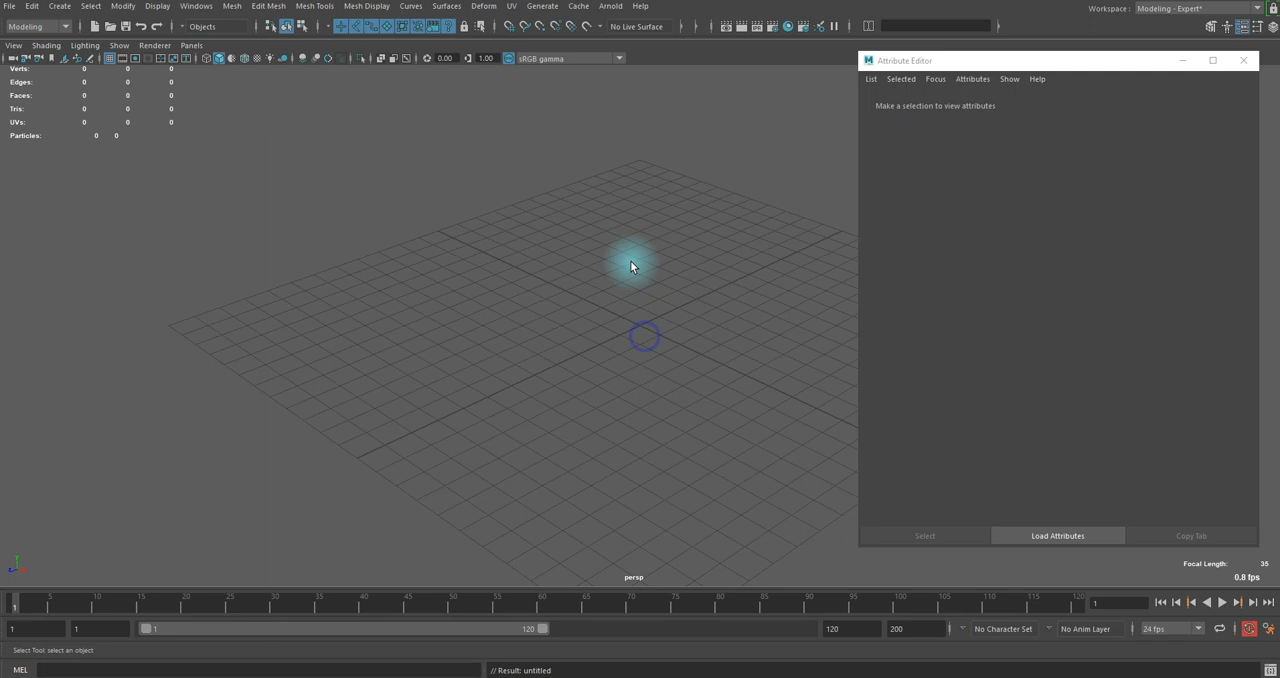 File Edit Create Select Modify Display Windows Mesh Edit Mesh Mesh Tools Mesh Display Curves Surfaces Deform UV Generate Cache Arnold Help Workspace : Modeling - Expert*
Modeling Objects No Live Surface
View Shading Lighting Show Renderer Panels
0.00 1.00 sRGB gamma
Attribute Editor
List Selected Focus Attributes Show Help
Make a selection to view attributes
Verts: 0 0 0
Edges: 0 0 0
Faces: 0 0 0
Tris: 0 0 0
UVs: 0 0 0
Particles: 0 0
Select Load Attributes Copy Tab
Focal Length: 35
persp 0.8 fps
5 10 15 20 25 30 35 40 45 50 55 60 65 70 75 80 85 90 95 100 105 110 115 120
1 1
1 1 1 120 120 200 No Character Set No Anim Layer 24 fps
Select Tool: select an object
MEL // Result: untitled